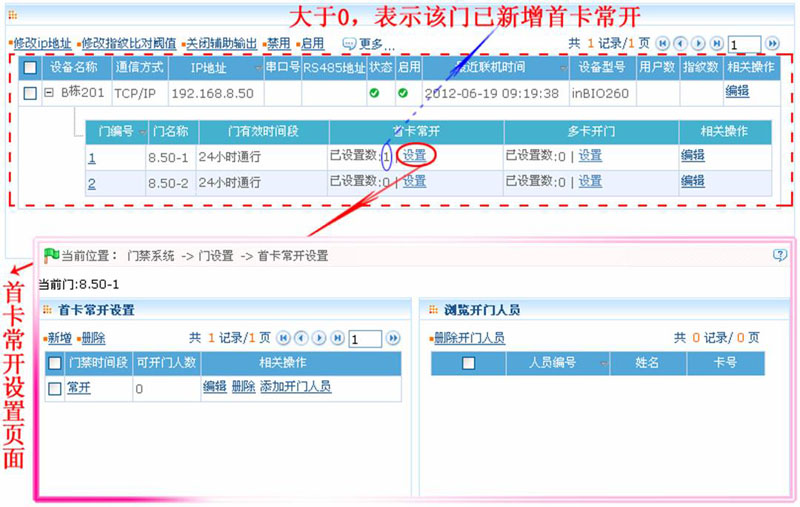 大于0，表示该门已新增首卡常开
修改ip地址 修改指纹比对阈值 关闭辅助输出 禁用 启用 更多... 共 1 记录/1 页 1
设备名称 通信方式 IP地址 串口号 RS485地址 状态 启用 最近联机时间 设备型号 用户数 指纹数 相关操作
B栋201 TCP/IP 192.168.8.50 2012-06-19 09:19:38 inBIO260 编辑
门编号 门名称 门有效时间段 首卡常开 多卡开门 相关操作
1 8.50-1 24小时通行 已设置数:1 | 设置 已设置数:0 | 设置 编辑
2 8.50-2 24小时通行 已设置数:0 | 设置 已设置数:0 | 设置 编辑
首卡常开设置页面
当前位置： 门禁系统 -> 门设置 -> 首卡常开设置
当前门:8.50-1
首卡常开设置
新增 删除 共 1 记录/1 页 1
门禁时间段 可开门人数 相关操作
常开 0 编辑 删除 添加开门人员
浏览开门人员
删除开门人员 共 0 记录/ 0 页
人员编号 姓名 卡号